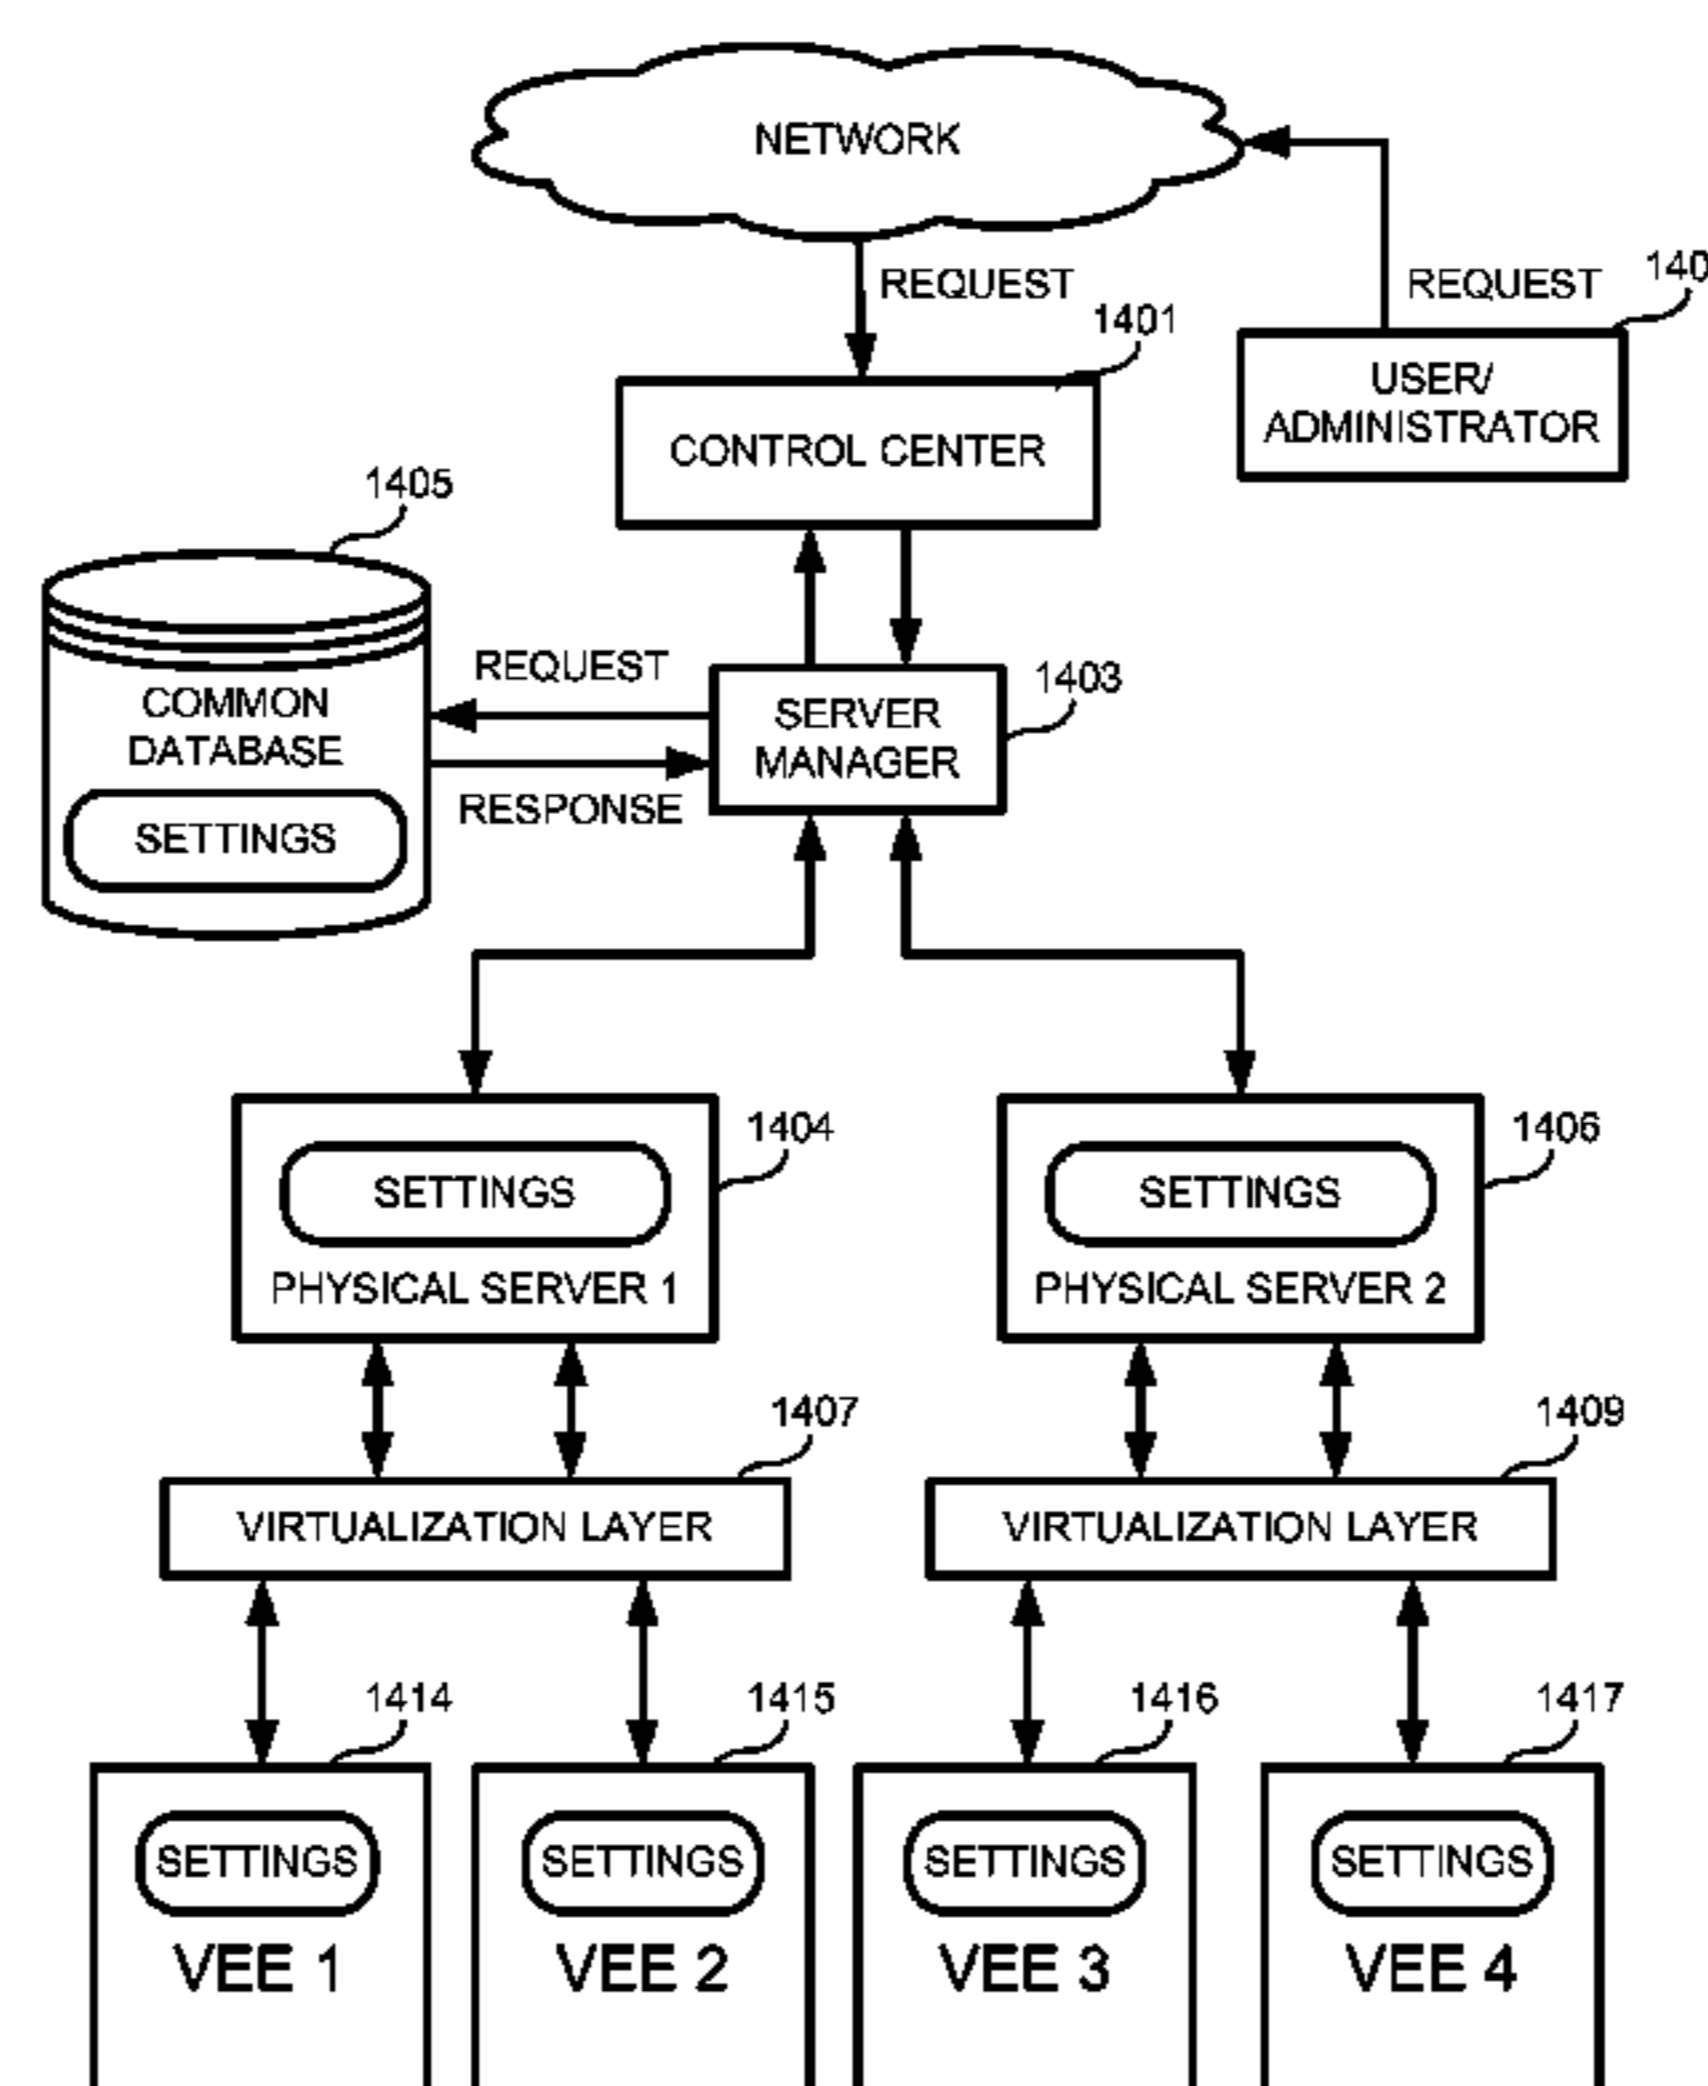 NETWORK
REQUEST
REQUEST
140
1401
USER/
ADMINISTRATOR
CONTROL CENTER
1405
REQUEST
1403
COMMON
DATABASE
SERVER
MANAGER
RESPONSE
SETTINGS
1404
1406
SETTINGS
SETTINGS
PHYSICAL SERVER 1
PHYSICAL SERVER 2
1407
1409
VIRTUALIZATION LAYER
VIRTUALIZATION LAYER
1414
1415
1416
1417
SETTINGS
SETTINGS
SETTINGS
SETTINGS
VEE 1
VEE 2
VEE 3
VEE 4